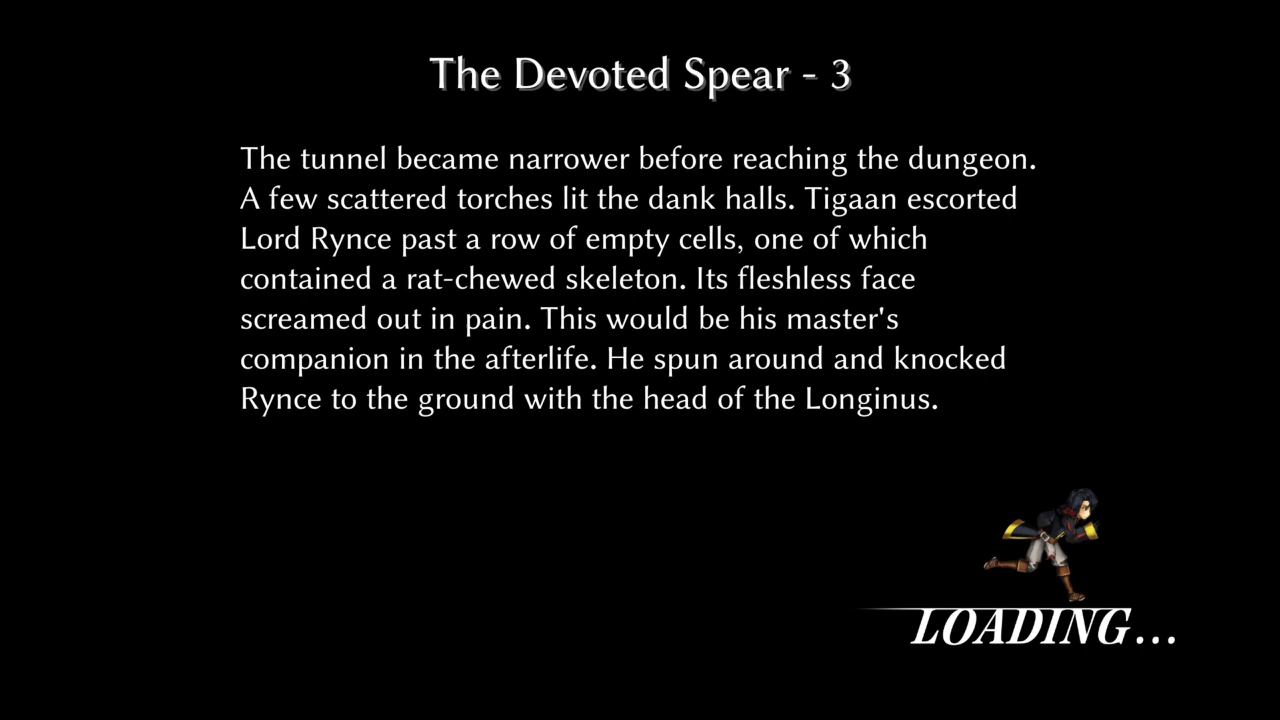 The Devoted Spear - 3
The tunnel became narrower before reaching the dungeon.
A few scattered torches lit the dank halls. Tigaan escorted
Lord Rynce past a row of empty cells, one of which
contained a rat-chewed skeleton. Its fleshless face
screamed out in pain. This would be his master's
companion in the afterlife. He spun around and knocked
Rynce to the ground with the head of the Longinus.
LOADING...